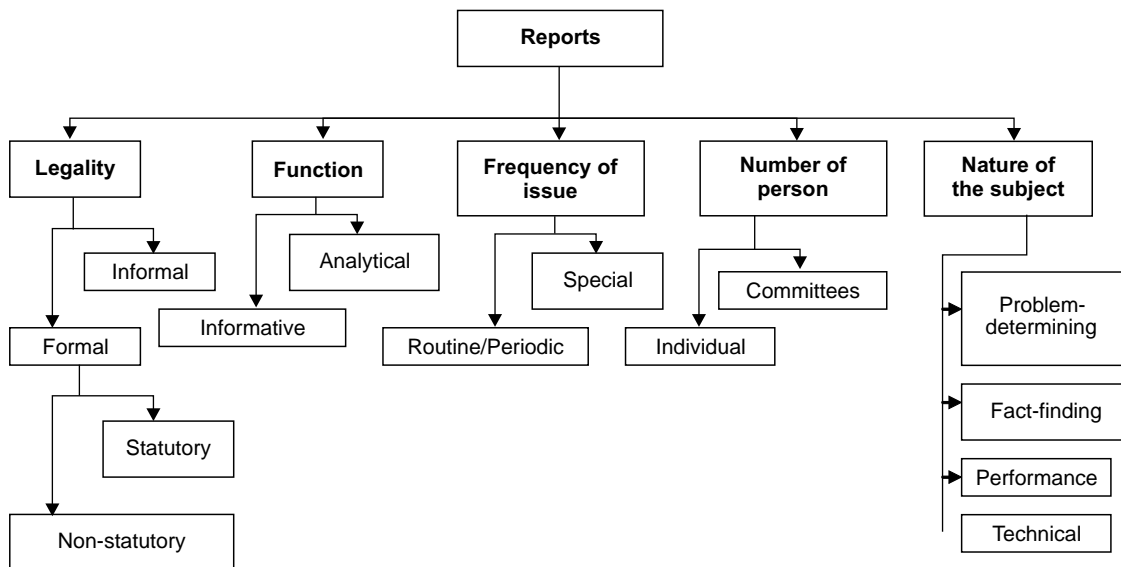 Reports
Legality
Function
Frequency of
issue
Number of
person
Nature of
the subject
Informal
Analytical
Special
Committees
Problem-
determining
Formal
Informative
Routine/Periodic
Individual
Fact-finding
Statutory
Performance
Non-statutory
Technical